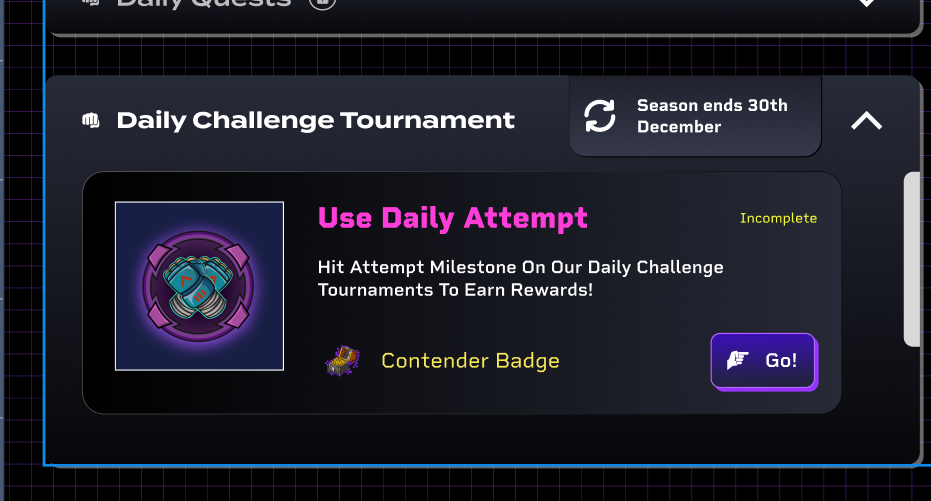 Daily Quests
Daily Challenge Tournament
Season ends 30th
December
Use Daily Attempt
Incomplete
Hit Attempt Milestone On Our Daily Challenge
Tournaments To Earn Rewards!
Contender Badge
Go!